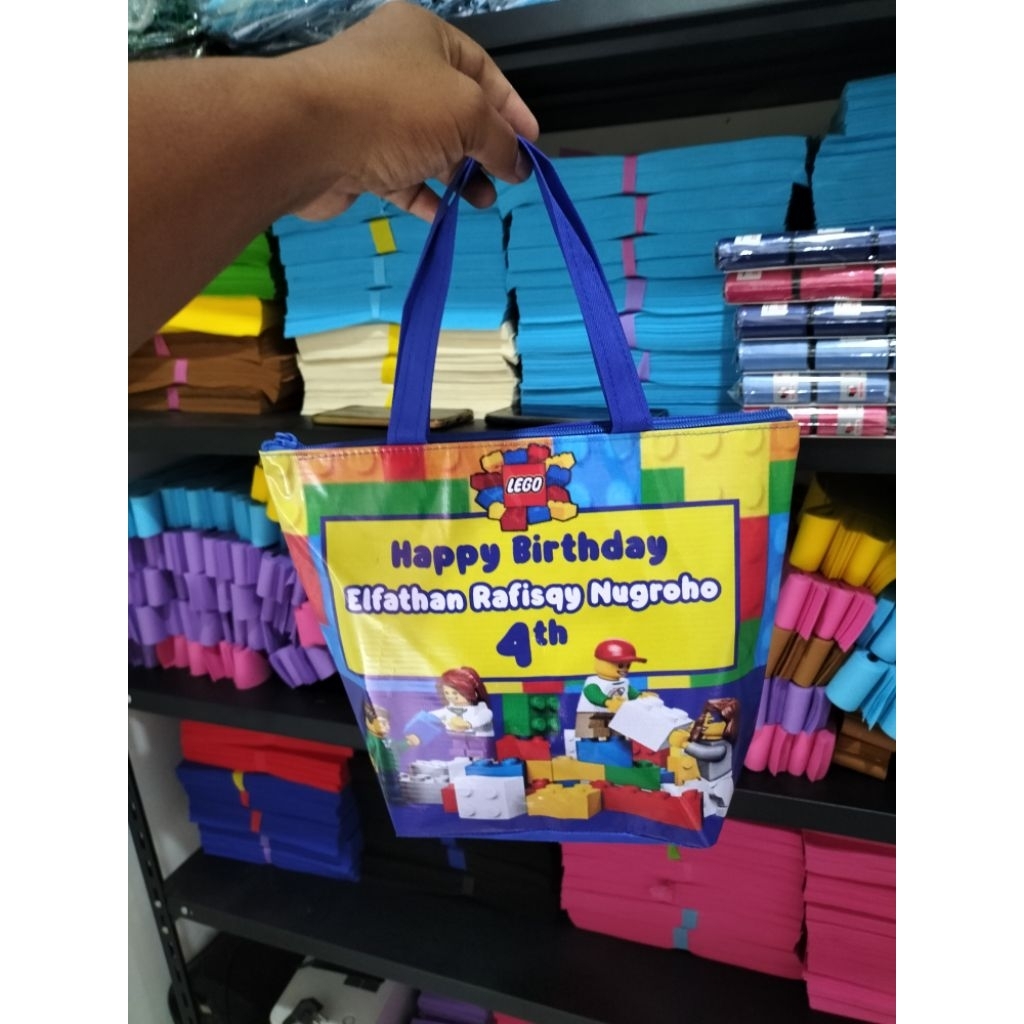 LEGO
Happy Birthday
Elfathan Rafisqy Nugroho
4th